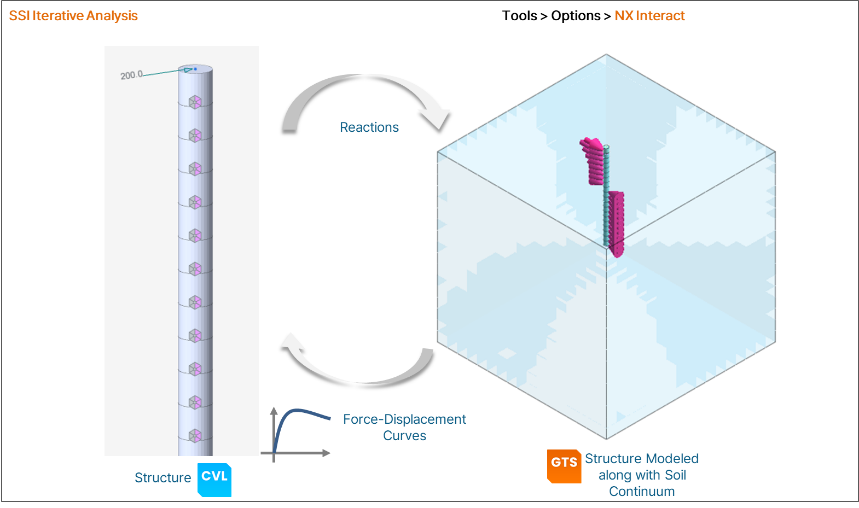 SSI Iterative Analysis
Tools > Options > NX Interact
200.0
Reactions
Force-Displacement
Curves
Structure
CVL
GTS
Structure Modeled
along with Soil
Continuum